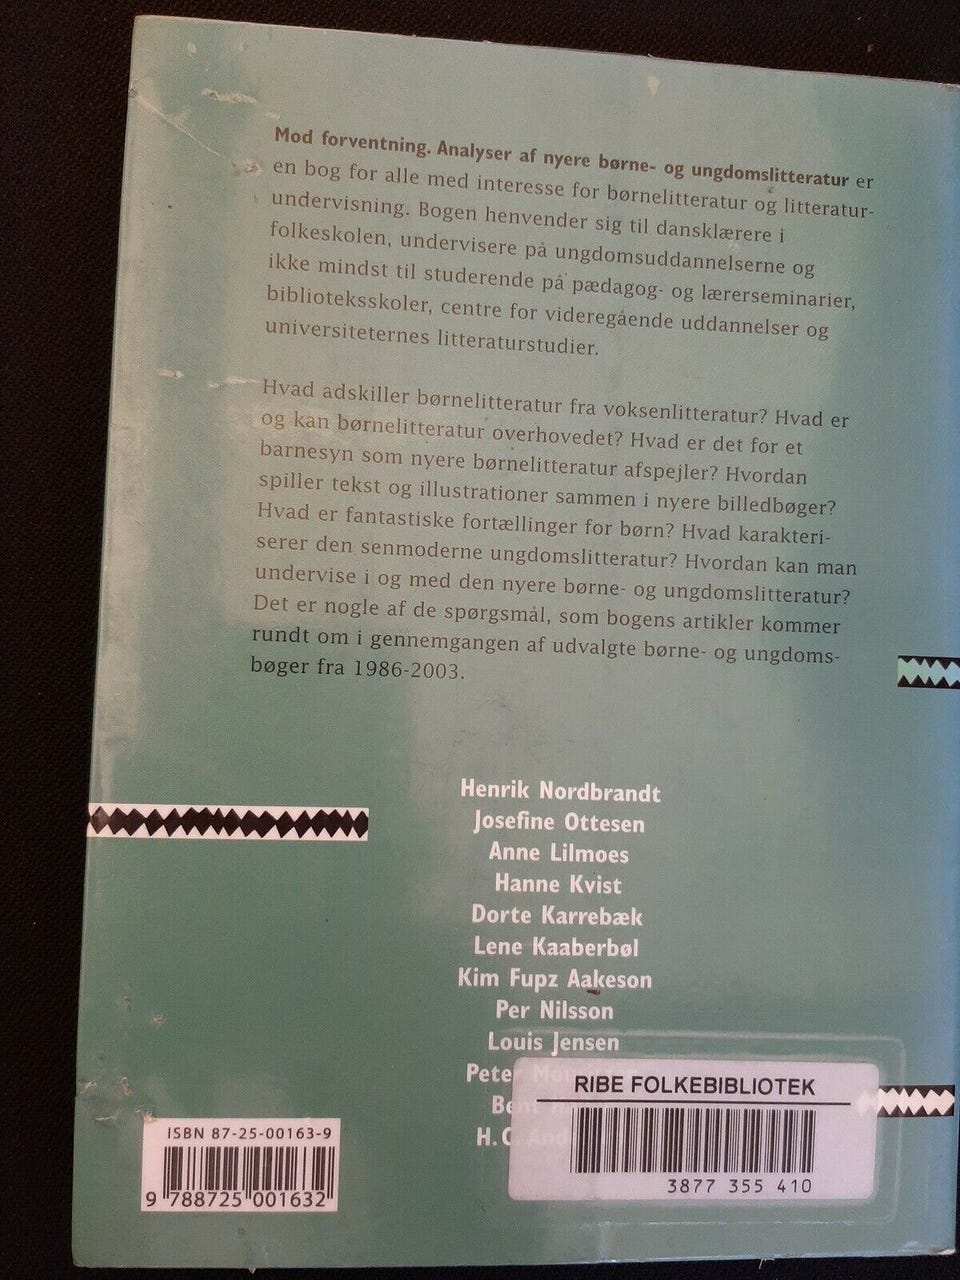 Mod forventning. Analyser af nyere børne- og ungdomslitteratur er
en bog for alle med interesse for børnelitteratur og litteratur-
undervisning. Bogen henvender sig til dansklærere i
folkeskolen, undervisere på ungdomsuddannelserne og
ikke mindst til studerende på pædagog- og lærerseminarier,
biblioteksskoler, centre for videregående uddannelser og
universiteternes litteraturstudier.
Hvad adskiller børnelitteratur fra voksenlitteratur? Hvad er
og kan børnelitteratur overhovedet? Hvad er det for et
barnesyn som nyere børnelitteratur afspejler? Hvordan
spiller tekst og illustrationer sammen i nyere billedbøger?
Hvad er fantastiske fortællinger for børn? Hvad karakteri-
serer den senmoderne ungdomslitteratur? Hvordan kan man
undervise i og med den nyere børne- og ungdomslitteratur?
Det er nogle af de spørgsmål, som bogens artikler kommer
rundt om i gennemgangen af udvalgte børne- og ungdoms-
bøger fra 1986-2003.
Henrik Nordbrandt
Josefine Ottesen
Anne Lilmoes
Hanne Kvist
Dorte Karrebæk
Lene Kaaberbøl
Kim Fupz Aakeson
Per Nilsson
Louis Jensen
Peter
Bent
H.C.
RIBE FOLKEBIBLIOTEK
3877 355 410
ISBN 87-25-00163-9
9 788725 001632